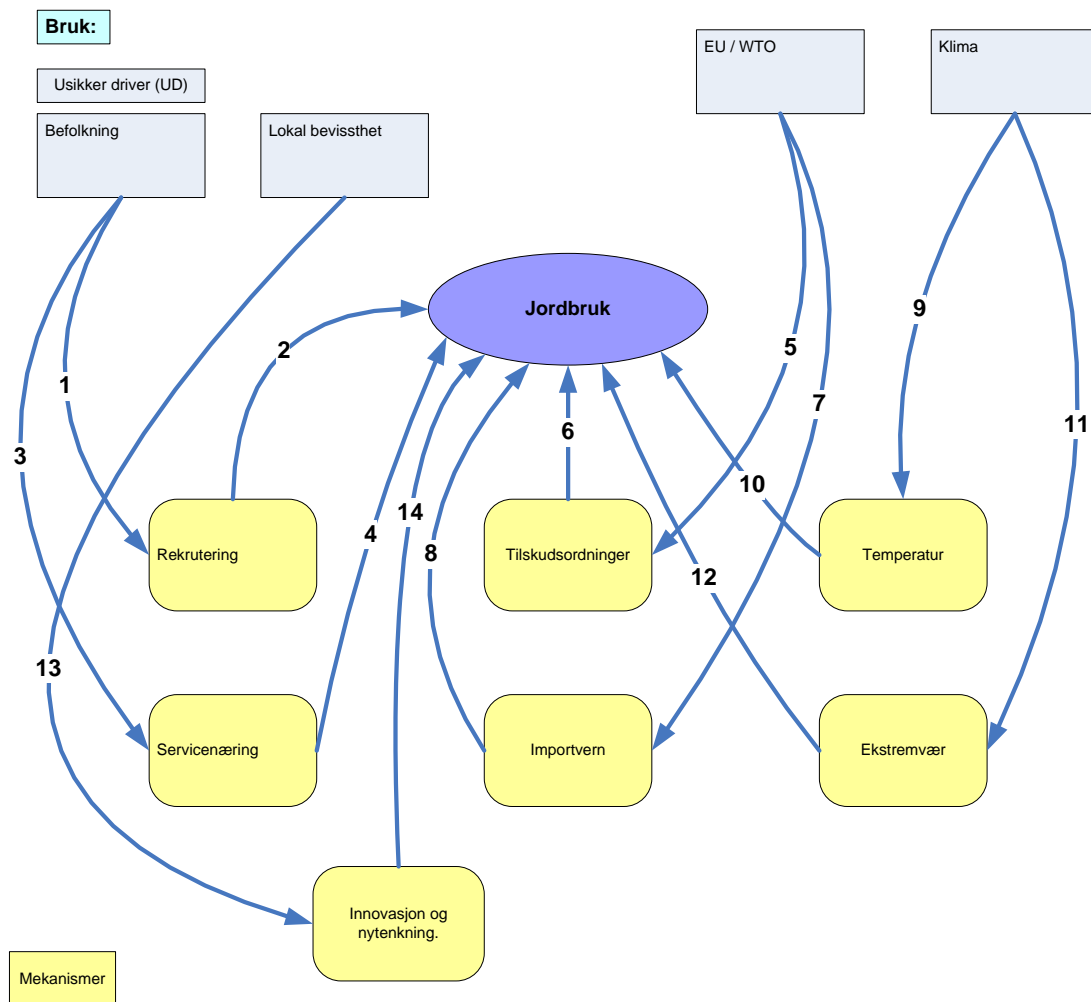 Bruk:
EU / WTO
Klima
Usikker driver (UD)
Befolkning
Lokal bevissthet
Jordbruk
9
5
2
1
7
11
3
6
10
14
4
8
12
Rekrutering
Tilskudsordninger
Temperatur
13
Servicenæring
Importvern
Ekstremvær
Innovasjon og
nytenkning.
Mekanismer